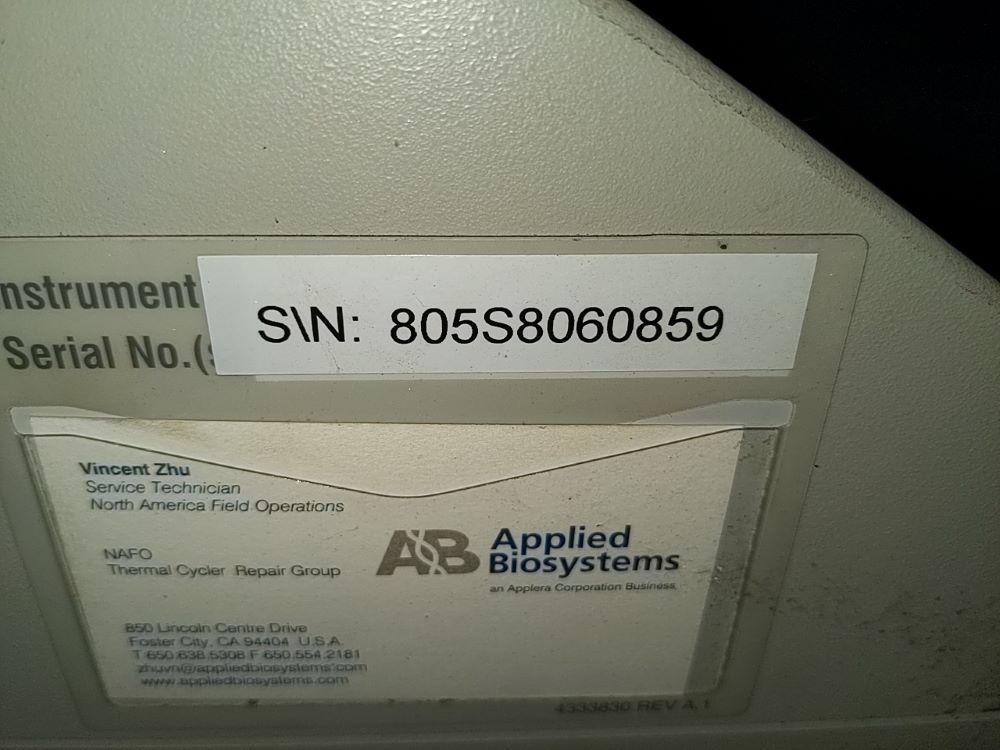 nstrument
Serial No.(s
S\N: 805S8060859
Vincent Zhu
Service Technician
North America Field Operations
NAFO
Thermal Cycler Repair Group
AB Applied
Biosystems
an Applera Corporation Business
850 Lincoln Centre Drive
Foster City, CA 94404 U.S.A.
T 650.638.5308 F 650.554.2181
zhuvn@appliedbiosystems.com
www.appliedbiosystems.com
4333830 REV A.1